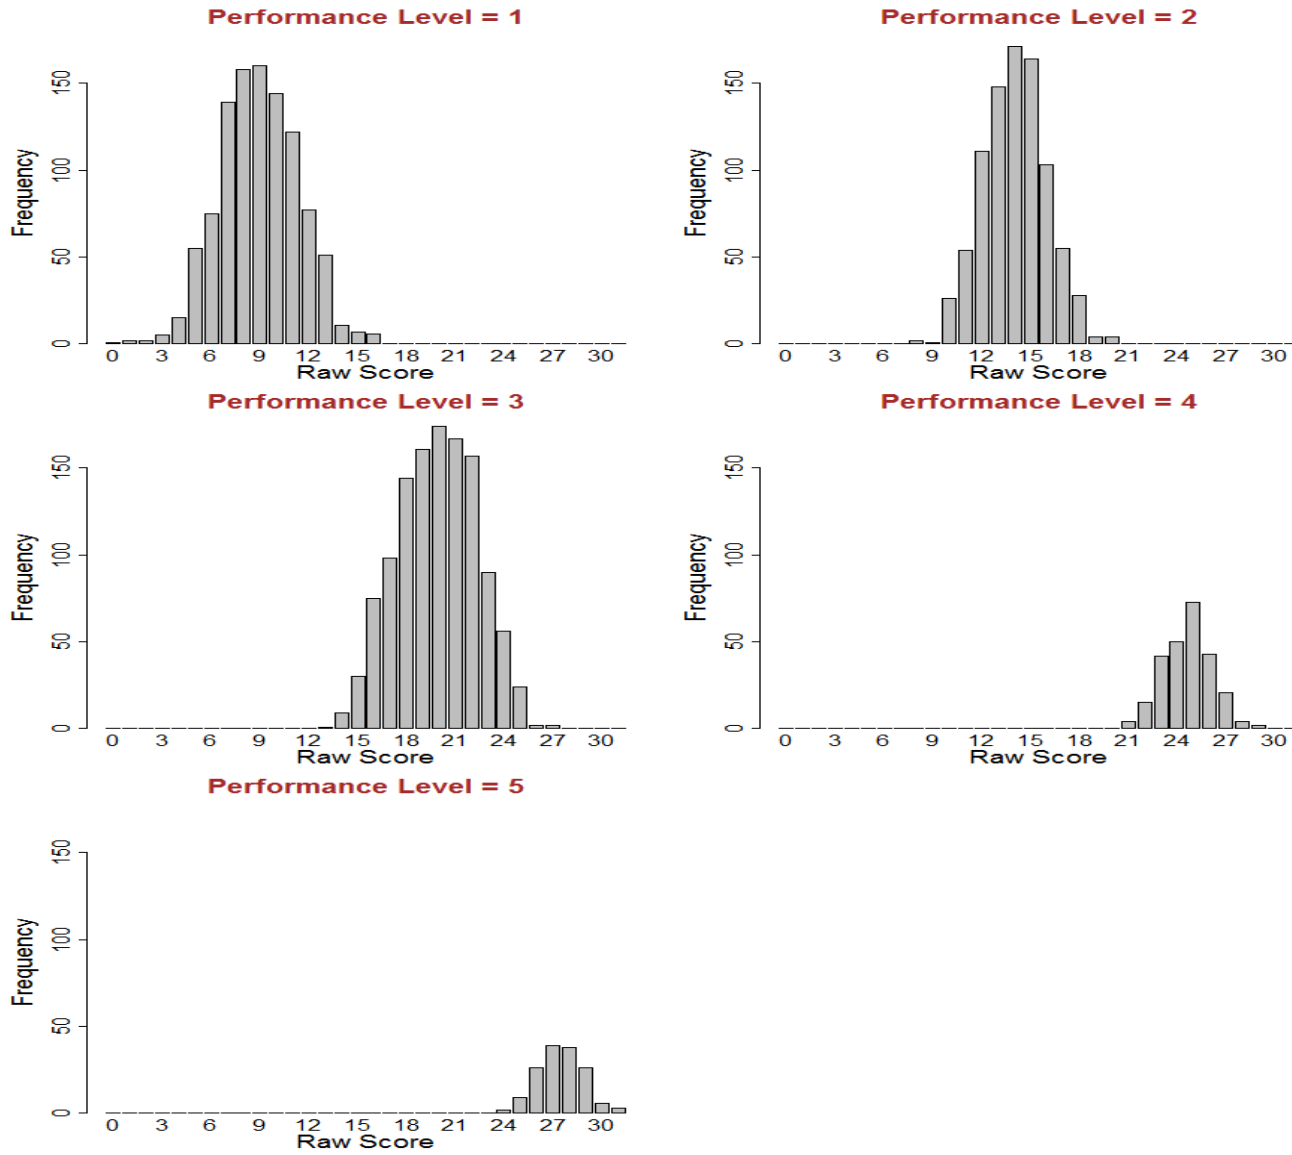 Performance Level = 1
Performance Level = 2
Frequency
150
100
50
0
0 3 6 9 12 15 18 21 24 27 30
Raw Score
Frequency
150
100
50
0
0 3 6 9 12 15 18 21 24 27 30
Raw Score
Performance Level = 3
Performance Level = 4
Frequency
150
100
50
0
0 3 6 9 12 15 18 21 24 27 30
Raw Score
Frequency
150
100
50
0
0 3 6 9 12 15 18 21 24 27 30
Raw Score
Performance Level = 5
Frequency
150
100
50
0
0 3 6 9 12 15 18 21 24 27 30
Raw Score